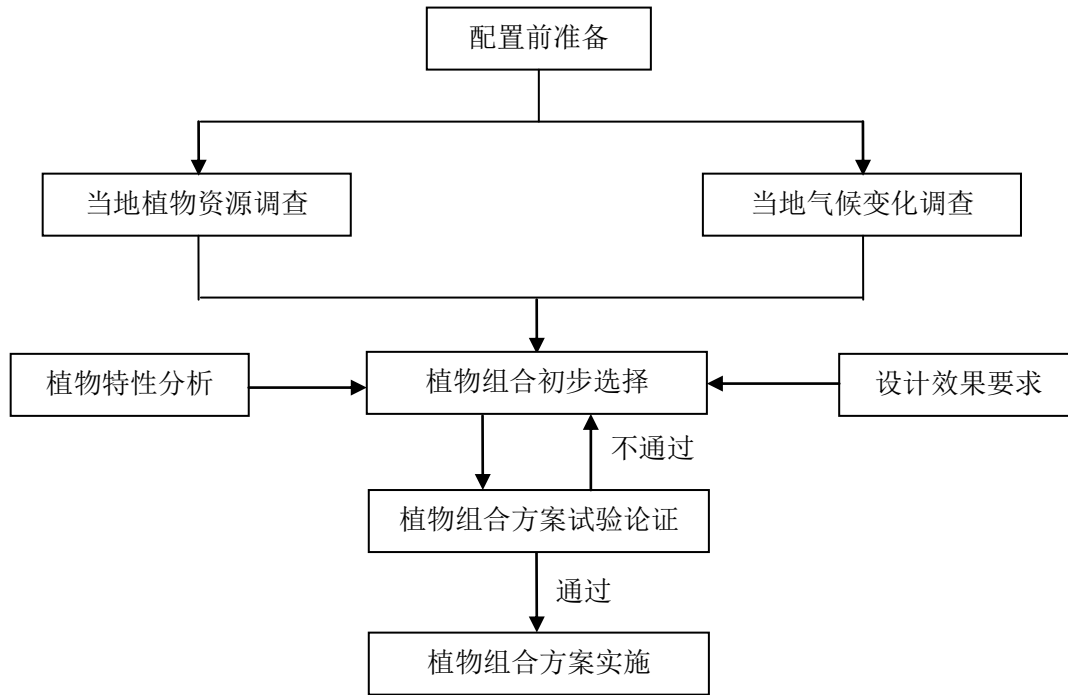 配置前准备
当地植物资源调查
当地气候变化调查
植物特性分析
植物组合初步选择
设计效果要求
不通过
植物组合方案试验论证
通过
植物组合方案实施